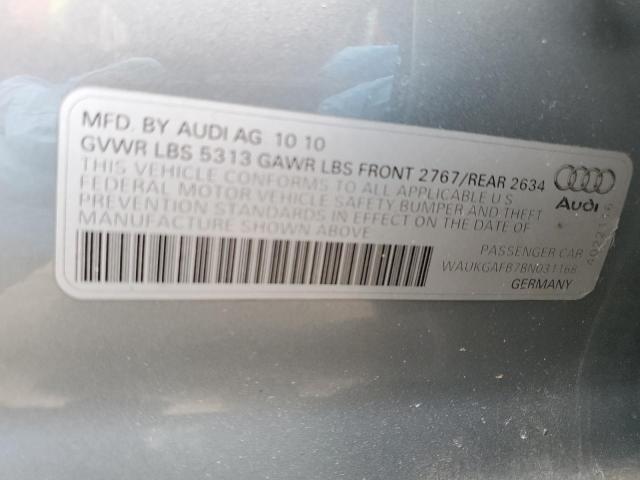 MFD. BY AUDI AG 10 10
GVWR LBS 5313 GAWR LBS FRONT 2767/REAR 2634
THIS VEHICLE CONFORMS TO ALL APPLICABLE U S
FEDERAL MOTOR VEHICLE SAFETY BUMPER AND THEFT
PREVENTION STANDARDS IN EFFECT ON THE DATE OF
MANUFACTURE SHOWN ABOVE
Audi
PASSENGER CAR
WAUKGAFB7BN031168
GERMANY